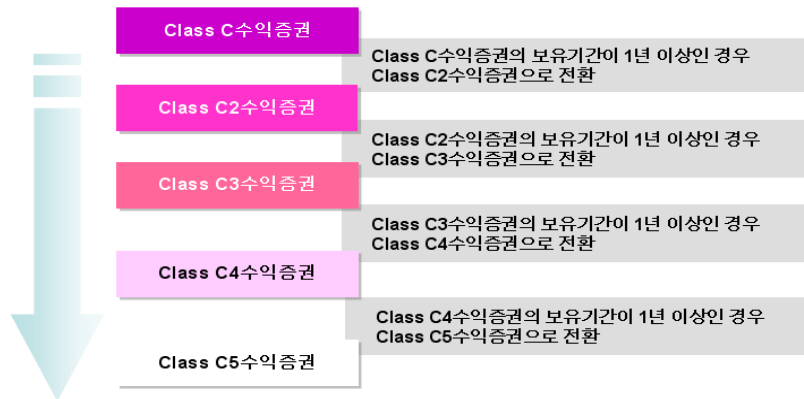 Class C수익증권
Class C수익증권의 보유기간이 1년 이상인 경우
Class C2수익증권으로 전환
Class C2수익증권
Class C2수익증권의 보유기간이 1년 이상인 경우
Class C3수익증권으로 전환
Class C3수익증권
Class C3수익증권의 보유기간이 1년 이상인 경우
Class C4수익증권으로 전환
Class C4수익증권
Class C4수익증권의 보유기간이 1년 이상인 경우
Class C5수익증권으로 전환
Class C5수익증권